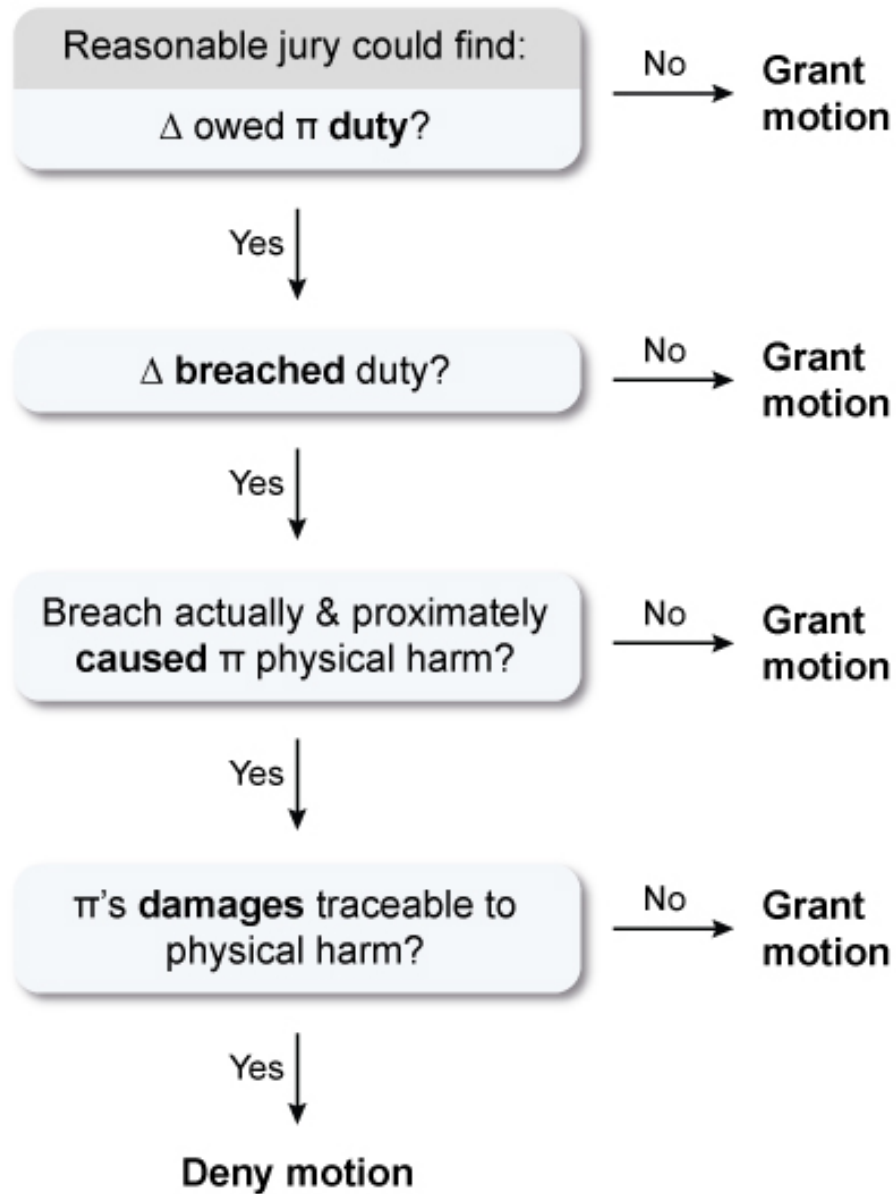 Reasonable jury could find:
Δ owed π duty?
No
Grant
motion
Yes
Δ breached duty?
No
Grant
motion
Yes
Breach actually & proximately
caused π physical harm?
No
Grant
motion
Yes
π's damages traceable to
physical harm?
No
Grant
motion
Yes
Deny motion